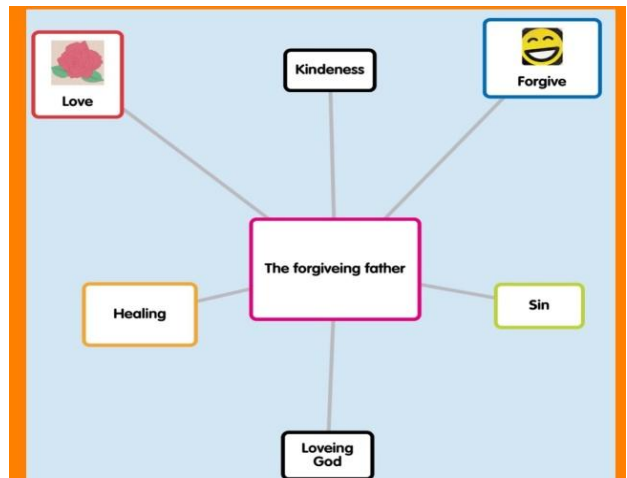 Love
Kindeness
Forgive
The forgiveing father
Healing
Sin
Loveing
God